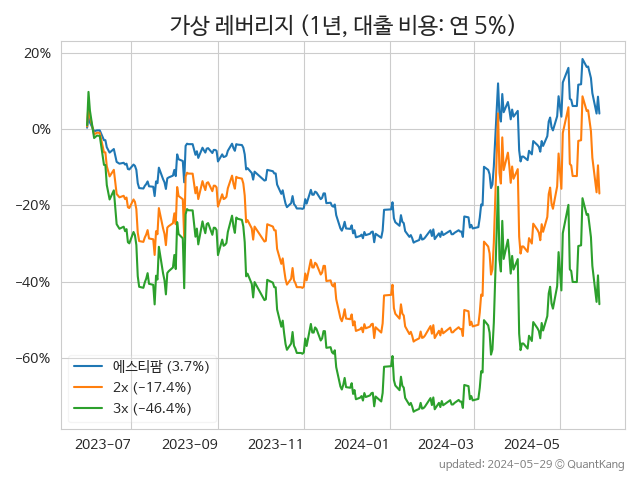 가상 레버리지 (1년, 대출 비용: 연 5%)
20%
0%
−20%
−40%
−60%
에스티팜 (3.7%)
2x (−17.4%)
3x (−46.4%)
2023−07 2023−09 2023−11 2024−01 2024−03 2024−05
updated: 2024-05-29 © QuantKang